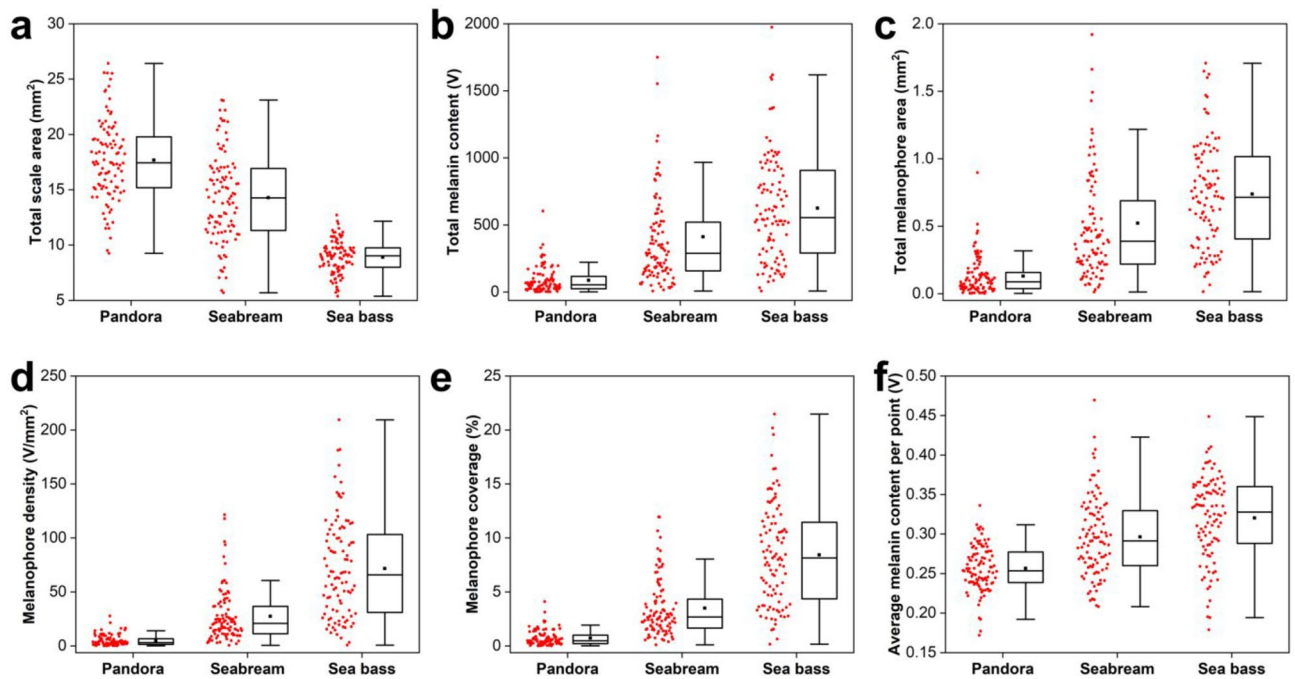 a
Total scale area (mm²)
30
25
20
15
10
5
Pandora Seabream Sea bass
b
Total melanin content (V)
2000
1500
1000
500
0
Pandora Seabream Sea bass
c
Total melanophore area (mm²)
2.0
1.5
1.0
0.5
0.0
Pandora Seabream Sea bass
d
Melanophore density (V/mm²)
250
200
150
100
50
0
Pandora Seabream Sea bass
e
Melanophore coverage (%)
25
20
15
10
5
0
Pandora Seabream Sea bass
f
Average melanin content per point (V)
0.50
0.45
0.40
0.35
0.30
0.25
0.20
0.15
Pandora Seabream Sea bass